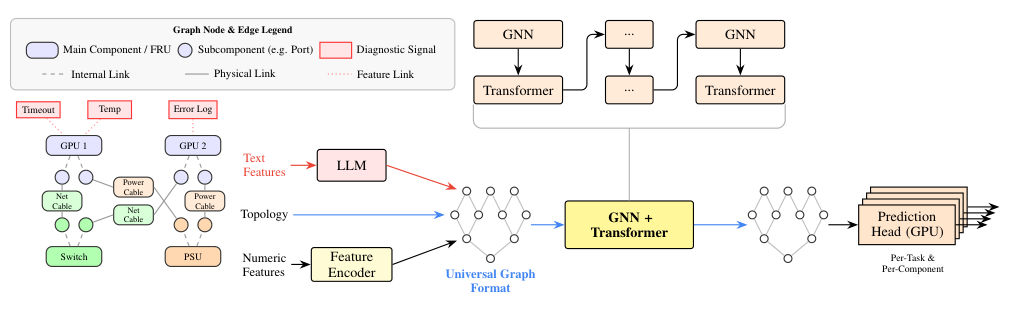 Graph Node & Edge Legend
Main Component / FRU
Subcomponent (e.g. Port)
Diagnostic Signal
Internal Link
Physical Link
Feature Link
Timeout
Temp
Error Log
GPU 1
GPU 2
Power
Cable
Net
Cable
Power
Cable
Net
Cable
Switch
PSU
Text
Features
LLM
Topology
Numeric
Features
Feature
Encoder
Universal Graph
Format
GNN
...
GNN
Transformer
...
Transformer
GNN +
Transformer
Prediction
Head (GPU)
Per-Task &
Per-Component